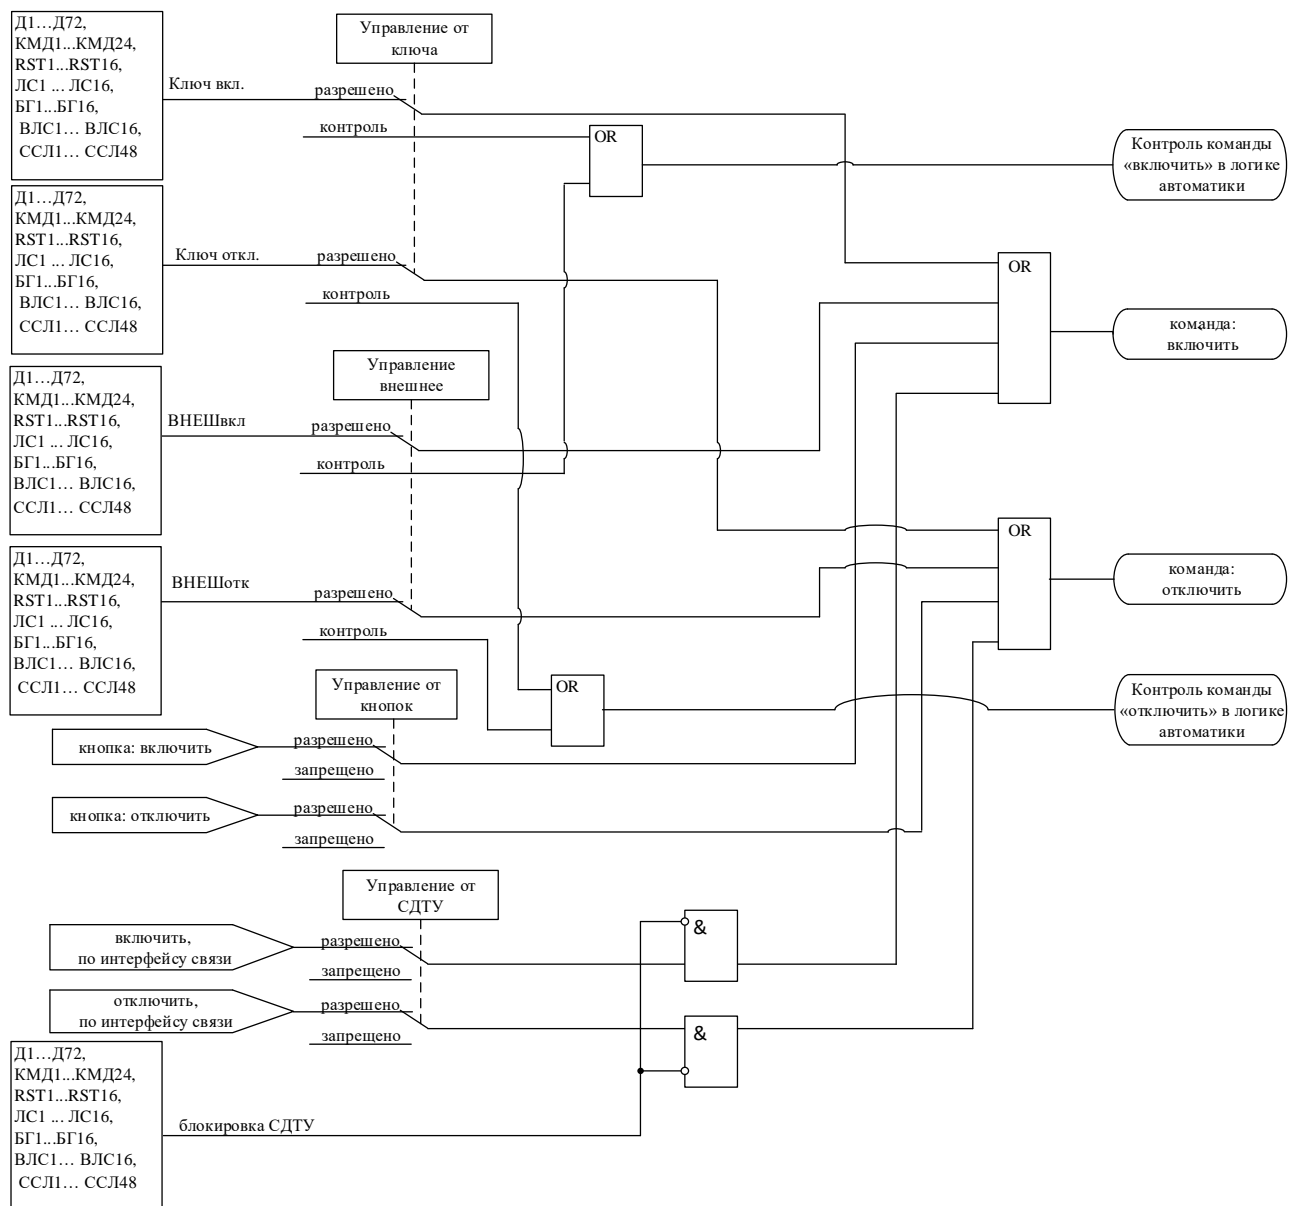 Д1…Д72,
КМД1...КМД24,
RST1...RST16,
ЛС1 ... ЛС16,
БГ1...БГ16,
ВЛС1… ВЛС16,
ССЛ1… ССЛ48
Ключ вкл.
Управление от
ключа
разрешено
контроль
OR
Контроль команды
«включить» в логике
автоматики
Д1…Д72,
КМД1...КМД24,
RST1...RST16,
ЛС1 ... ЛС16,
БГ1...БГ16,
ВЛС1… ВЛС16,
ССЛ1… ССЛ48
Ключ откл.
разрешено
контроль
OR
команда:
включить
Д1…Д72,
КМД1...КМД24,
RST1...RST16,
ЛС1 ... ЛС16,
БГ1...БГ16,
ВЛС1… ВЛС16,
ССЛ1… ССЛ48
ВНЕШвкл
Управление
внешнее
разрешено
контроль
Д1…Д72,
КМД1...КМД24,
RST1...RST16,
ЛС1 ... ЛС16,
БГ1...БГ16,
ВЛС1… ВЛС16,
ССЛ1… ССЛ48
ВНЕШотк
разрешено
контроль
OR
команда:
отключить
Управление от
кнопок
OR
Контроль команды
«отключить» в логике
автоматики
кнопка: включить
разрешено
запрещено
кнопка: отключить
разрешено
запрещено
Управление от
СДТУ
включить,
по интерфейсу связи
разрешено
запрещено
&
отключить,
по интерфейсу связи
разрешено
запрещено
&
Д1…Д72,
КМД1...КМД24,
RST1...RST16,
ЛС1 ... ЛС16,
БГ1...БГ16,
ВЛС1… ВЛС16,
ССЛ1… ССЛ48
блокировка СДТУ